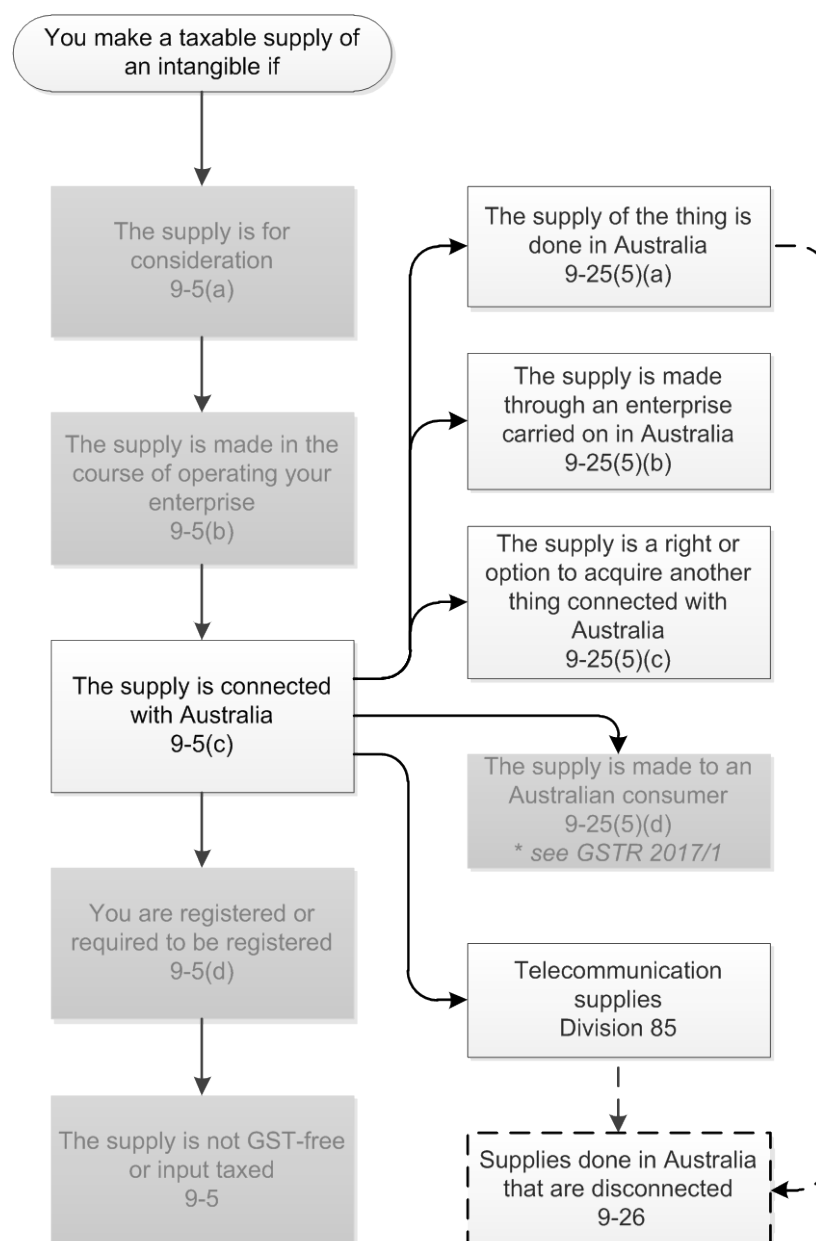 You make a taxable supply of
an intangible if
The supply is for
consideration
9-5(a)
The supply is made in the
course of operating your
enterprise
9-5(b)
The supply is connected
with Australia
9-5(c)
You are registered or
required to be registered
9-5(d)
The supply is not GST-free
or input taxed
9-5
The supply of the thing is
done in Australia
9-25(5)(a)
The supply is made
through an enterprise
carried on in Australia
9-25(5)(b)
The supply is a right or
option to acquire another
thing connected with
Australia
9-25(5)(c)
The supply is made to an
Australian consumer
9-25(5)(d)
* see GSTR 2017/1
Telecommunication
supplies
Division 85
Supplies done in Australia
that are disconnected
9-26